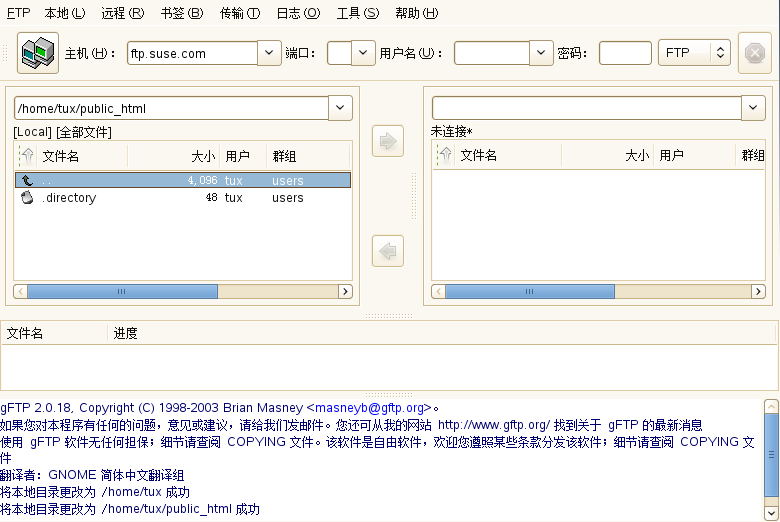 FTP 本地(L) 远程(R) 书签(B) 传输(T) 日志(O) 工具(S) 帮助(H)
主机(H)： ftp.suse.com 端口： 用户名(U)： 密码： FTP
/home/tux/public_html
[Local] [全部文件] 未连接*
文件名 大小 用户 群组 文件名 大小 用户 群组
.. 4,096 tux users
.directory 48 tux users
文件名 进度
gFTP 2.0.18, Copyright (C) 1998-2003 Brian Masney <masneyb@gftp.org>。
如果您对本程序有任何的问题，意见或建议，请给我们发邮件。您还可从我的网站 http://www.gftp.org/ 找到关于 gFTP 的最新消息
使用 gFTP 软件无任何担保；细节请查阅 COPYING 文件。该软件是自由软件，欢迎您遵照某些条款分发该软件；细节请查阅 COPYING 文
件
翻译者：GNOME 简体中文翻译组
将本地目录更改为 /home/tux 成功
将本地目录更改为 /home/tux/public_html 成功